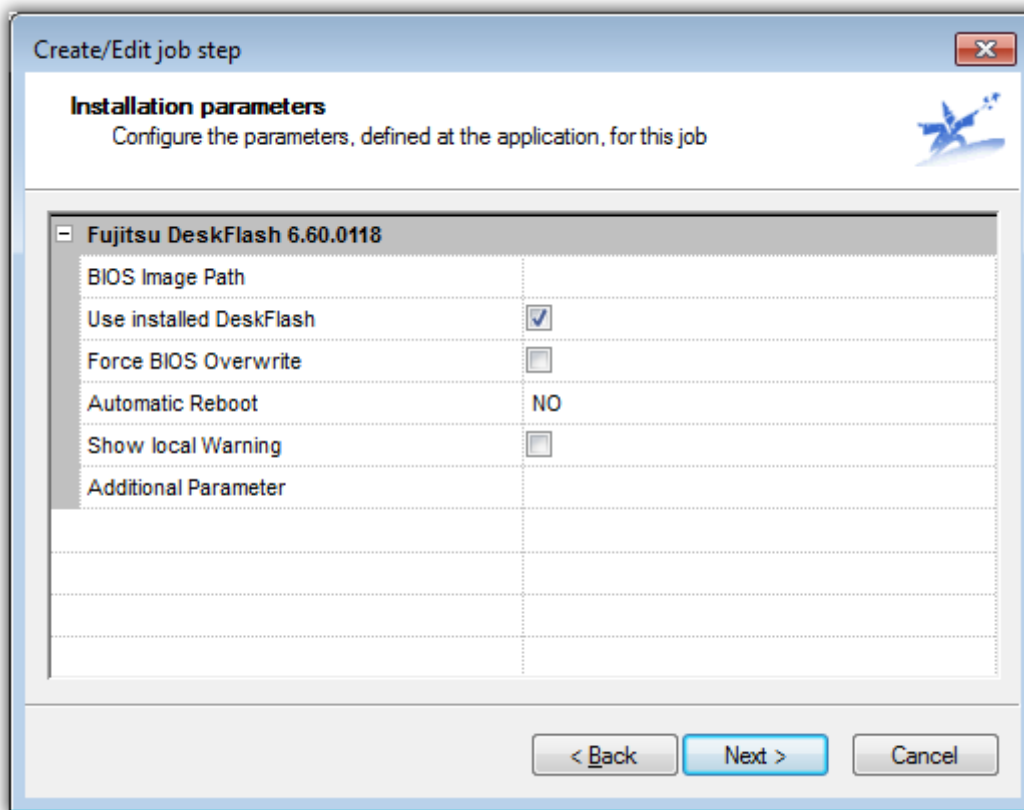 Create/Edit job step
Installation parameters
Configure the parameters, defined at the application, for this job
Fujitsu DeskFlash 6.60.0118
BIOS Image Path
Use installed DeskFlash
Force BIOS Overwrite
Automatic Reboot NO
Show local Warning
Additional Parameter
< Back Next > Cancel